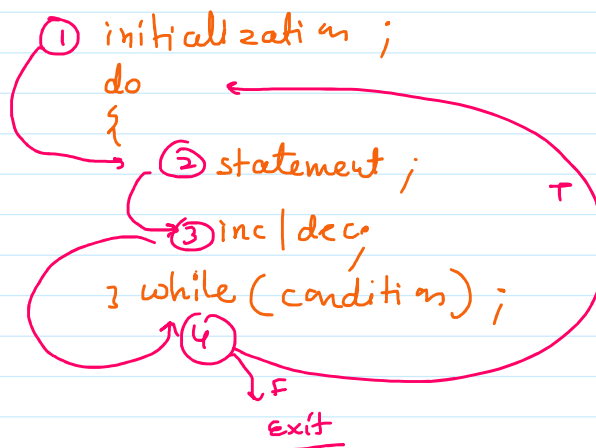 ① initialization ;
do
{
② statement ;
T
③ inc | dec;
} while (condition) ;
④
F
Exit